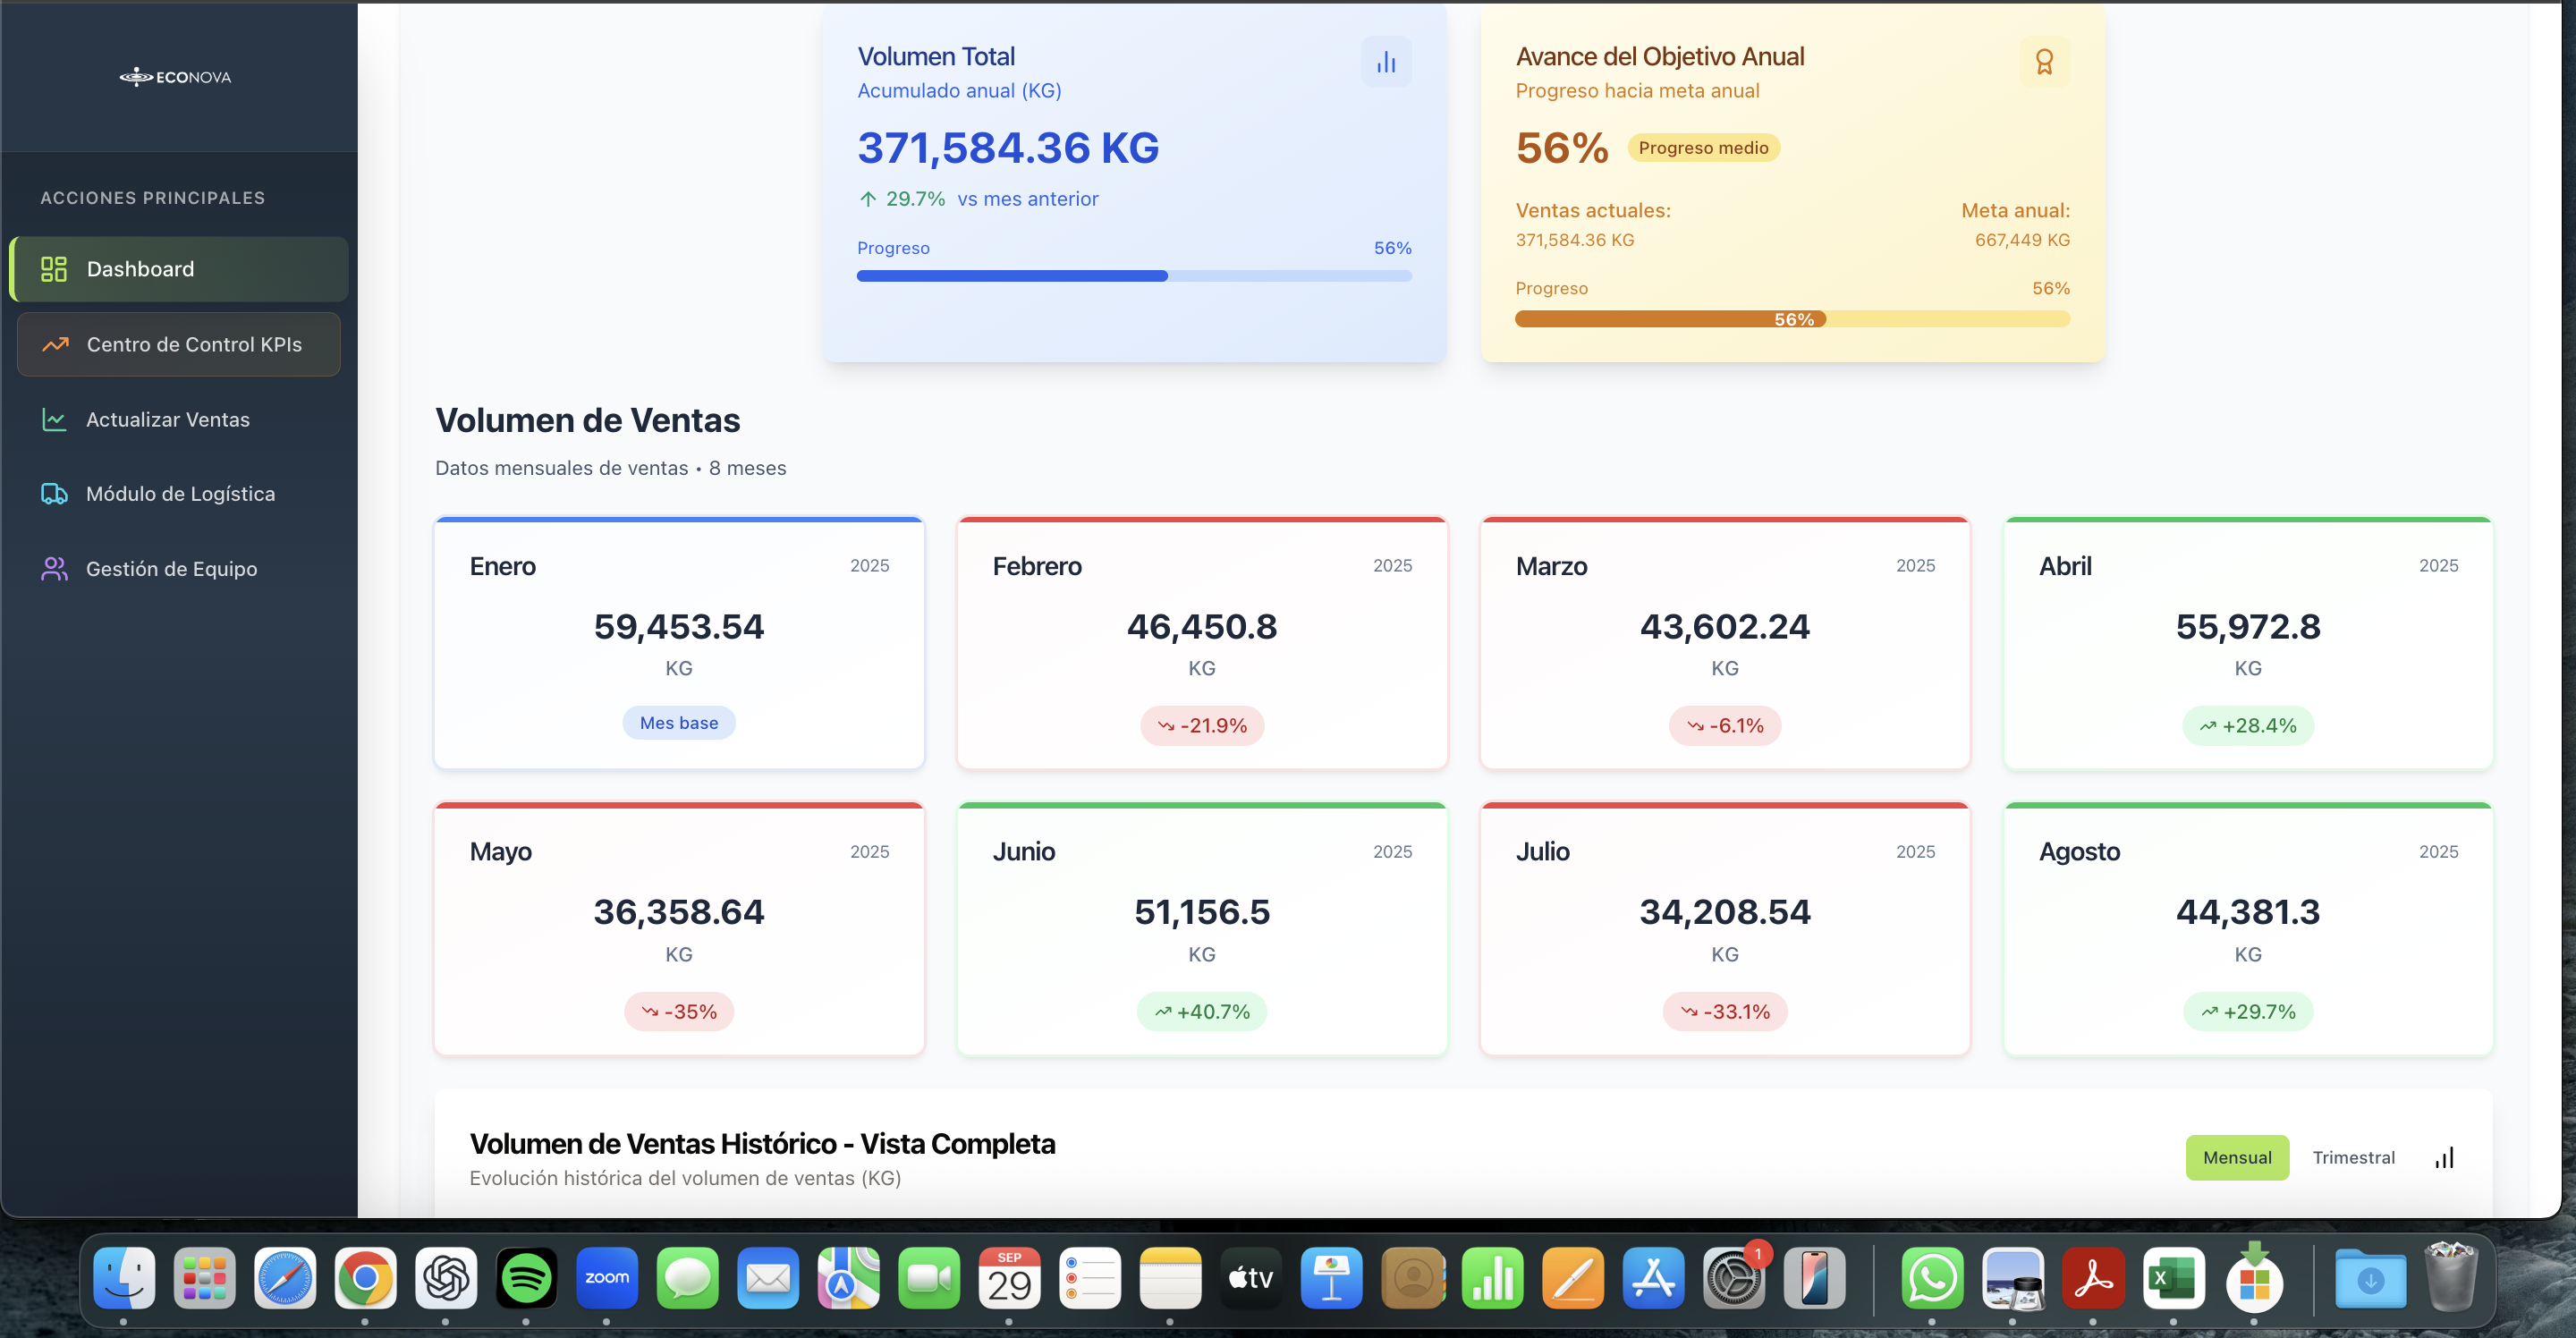 ECONOVA
ACCIONES PRINCIPALES
Dashboard
Centro de Control KPIs
Actualizar Ventas
Módulo de Logística
Gestión de Equipo
Volumen Total
Acumulado anual (KG)
371,584.36 KG
29.7% vs mes anterior
Progreso 56%
Avance del Objetivo Anual
Progreso hacia meta anual
56% Progreso medio
Ventas actuales: Meta anual:
371,584.36 KG 667,449 KG
Progreso 56%
56%
Volumen de Ventas
Datos mensuales de ventas • 8 meses
Enero 2025
59,453.54
KG
Mes base
Febrero 2025
46,450.8
KG
-21.9%
Marzo 2025
43,602.24
KG
-6.1%
Abril 2025
55,972.8
KG
+28.4%
Mayo 2025
36,358.64
KG
-35%
Junio 2025
51,156.5
KG
+40.7%
Julio 2025
34,208.54
KG
-33.1%
Agosto 2025
44,381.3
KG
+29.7%
Volumen de Ventas Histórico - Vista Completa
Evolución histórica del volumen de ventas (KG)
Mensual Trimestral
zoom
SEP
29
tv
1
X